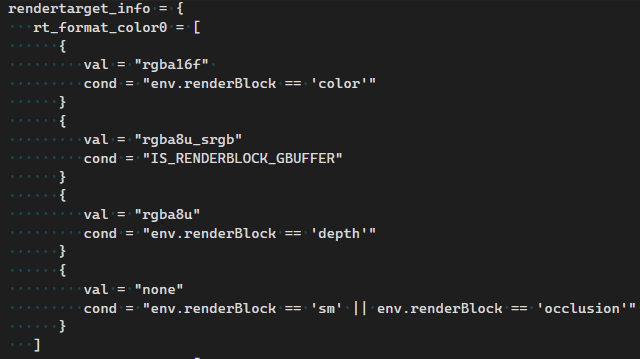 rendertarget_info = {
   rt_format_color0 = [
      {
         val = "rgba16f"
         cond = "env.renderBlock == 'color'"
      }
      {
         val = "rgba8u_srgb"
         cond = "IS_RENDERBLOCK_GBUFFER"
      }
      {
         val = "rgba8u"
         cond = "env.renderBlock == 'depth'"
      }
      {
         val = "none"
         cond = "env.renderBlock == 'sm' || env.renderBlock == 'occlusion'"
      }
   ]